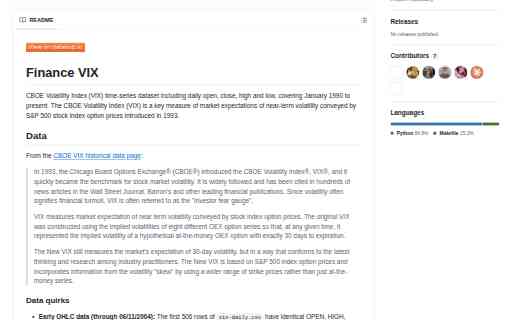 README
Finance VIX
CBOE Volatility Index (VIX) time-series dataset including daily open, close, high and low, covering January 1990 to
present. The CBOE Volatility Index (VIX) is a key measure of market expectations of near-term volatility conveyed by
S&P 500 stock index option prices introduced in 1993.
Data
From the CBOE VIX historical data page:
In 1993, the Chicago Board Options Exchange® (CBOE®) introduced the CBOE Volatility Index®, VIX®, and it
quickly became the benchmark for stock market volatility. It is widely followed and has been cited in hundreds of
news articles in the Wall Street Journal, Barron's and other leading financial publications. Since volatility often
signifies financial turmoil, VIX is often referred to as the "investor fear gauge".
VIX measures market expectation of near term volatility conveyed by stock index option prices. The original VIX
was constructed using the implied volatilities of eight different OEX option series so that, at any given time, it
represented the implied volatility of a hypothetical at-the-money OEX option with exactly 30 days to expiration.
The New VIX still measures the market's expectation of 30-day volatility, but in a way that conforms to the latest
thinking and research among industry practitioners. The New VIX is based on S&P 500 index option prices and
incorporates information from the volatility "skew" by using a wider range of strike prices rather than just at-the-
money series.
Data quirks
Early OHLC data (through 06/11/2004): The first 506 rows of vix-daily.csv have identical OPEN, HIGH,
Releases
No releases published
Contributors 7
Languages
Python
Makefile